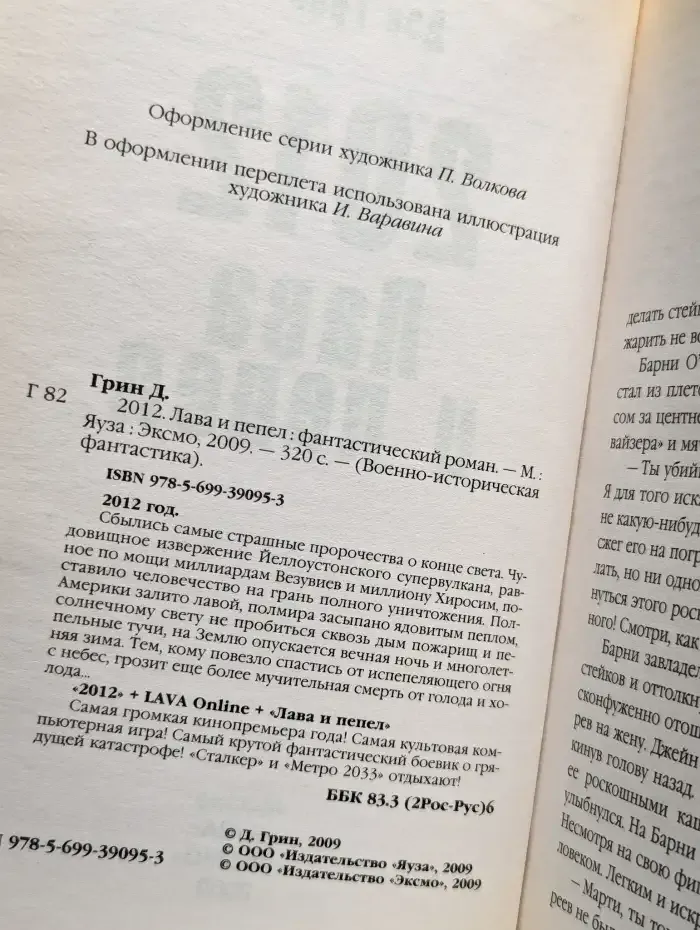 Оформление серии художника П. Волкова
В оформлении переплета использована иллюстрация
художника И. Варавина
Грин Д.
Г 82
2012. Лава и пепел : фантастический роман. — М. :
Яуза : Эксмо, 2009. — 320 с. — (Военно-историческая
фантастика).
ISBN 978-5-699-39095-3
2012 год.
Сбылись самые страшные пророчества о конце света. Чу-
довищное извержение Йеллоустонского супервулкана, рав-
ное по мощи миллиардам Везувиев и миллиону Хиросим, по-
ставило человечество на грань полного уничтожения. Пол-
Америки залито лавой, полмира засыпано ядовитым пеплом,
солнечному свету не пробиться сквозь дым пожарищ и пе-
пельные тучи, на Землю опускается вечная ночь и многолет-
няя зима. Тем, кому повезло спастись от испепеляющего огня
с небес, грозит еще более мучительная смерть от голода и хо-
лода...
«2012» + LAVA Online + «Лава и пепел»
Самая громкая кинопремьера года! Самая культовая ком-
пьютерная игра! Самый крутой фантастический боевик о гря-
дущей катастрофе! «Сталкер» и «Метро 2033» отдыхают!
ББК 83.3 (2Рос-Рус)6
© Д. Грин, 2009
© ООО «Издательство «Яуза», 2009
N 978-5-699-39095-3
© ООО «Издательство «Эксмо», 2009
делать стей
жарить не во
Барни О'
стал из плете
сом за центне
вайзера» и мя
— Ты убий
Я для того иска
не какую-нибуд
сжег его на погр
лать, но ни одно
нуться этого рос
ного! Смотри, как
Барни завладел
стейков и оттолкну
сконфуженно отош
рев на жену. Джейн
кинув голову назад.
ее роскошными каш
улыбнулся. На Барни
Несмотря на свою фиг
ловеком. Легким и искр
— Марти, ты то
реев не был